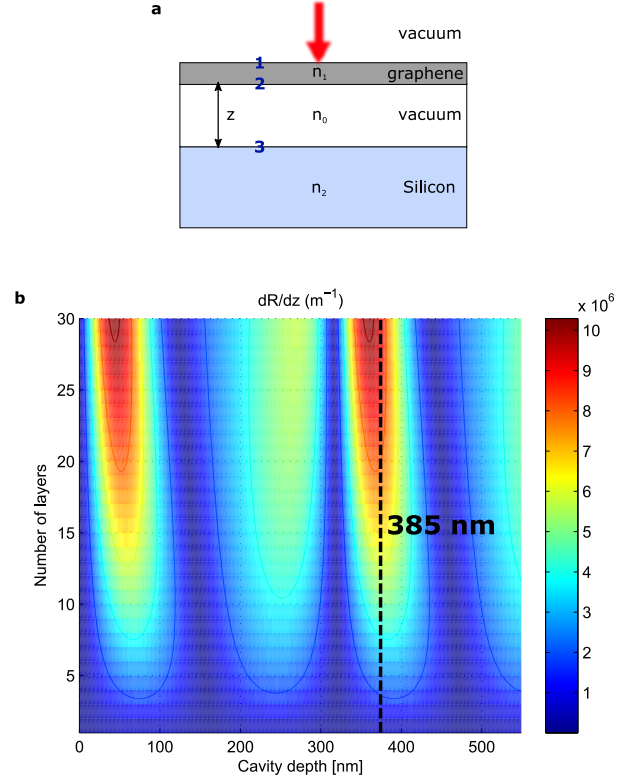 a
vacuum
1
n1
graphene
2
z
n0
vacuum
3
n2
Silicon
b
dR/dz (m−1)
x 10^6
30
25
20
15
10
5
Number of layers
385 nm
0
100
200
300
400
500
Cavity depth [nm]
10
9
8
7
6
5
4
3
2
1